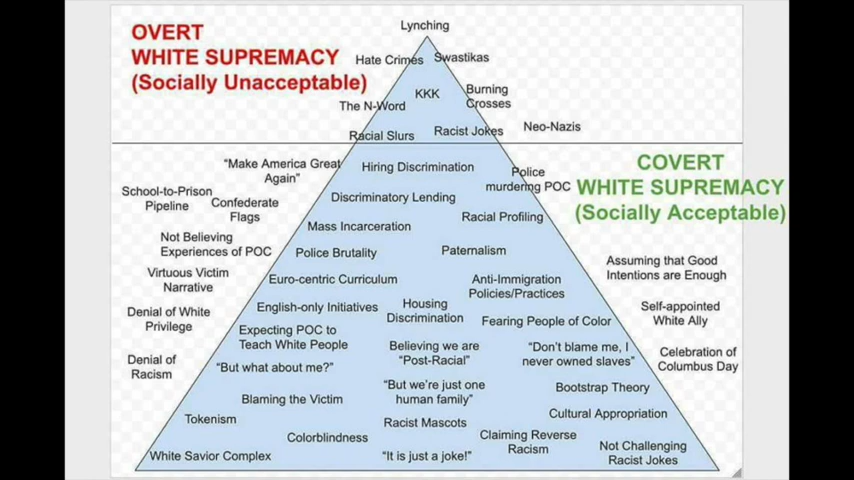 Lynching
OVERT
WHITE SUPREMACY
(Socially Unacceptable)
Hate Crimes
Swastikas
KKK
Burning
Crosses
The N-Word
Racial Slurs
Racist Jokes
Neo-Nazis
COVERT
WHITE SUPREMACY
(Socially Acceptable)
"Make America Great
Again"
Hiring Discrimination
Police
murdering POC
School-to-Prison
Pipeline
Confederate
Flags
Discriminatory Lending
Racial Profiling
Mass Incarceration
Not Believing
Experiences of POC
Police Brutality
Paternalism
Virtuous Victim
Narrative
Euro-centric Curriculum
Anti-Immigration
Policies/Practices
Assuming that Good
Intentions are Enough
Denial of White
Privilege
English-only Initiatives
Housing
Discrimination
Fearing People of Color
Self-appointed
White Ally
Expecting POC to
Teach White People
Believing we are
"Post-Racial"
"Don't blame me, I
never owned slaves"
Celebration of
Columbus Day
Denial of
Racism
"But what about me?"
"But we're just one
human family"
Bootstrap Theory
Blaming the Victim
Tokenism
Racist Mascots
Cultural Appropriation
Colorblindness
Claiming Reverse
Racism
Not Challenging
Racist Jokes
White Savior Complex
"It is just a joke!"